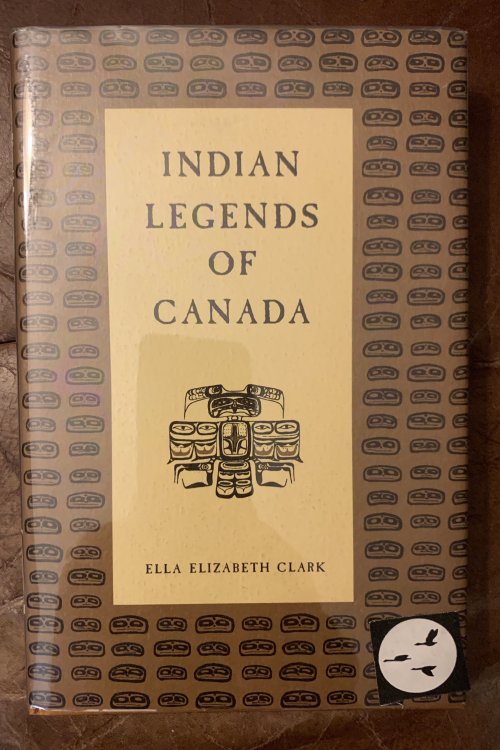 INDIAN
LEGENDS
OF
CANADA
ELLA ELIZABETH CLARK